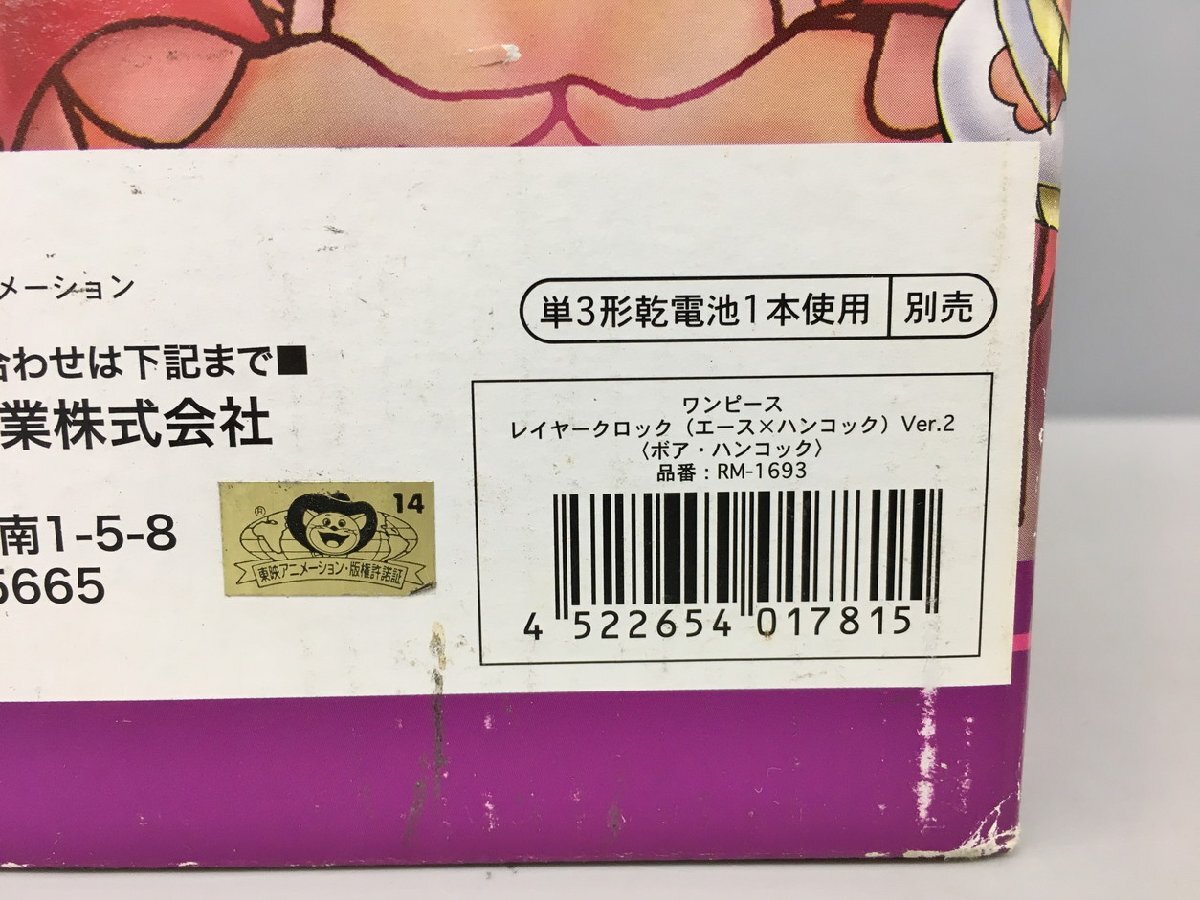 メーション
合わせは下記まで■
業株式会社
南1-5-8
5665
14
東映アニメーション・版権許諾証
単3形乾電池1本使用 別売
ワンピース
レイヤークロック（エース×ハンコック）Ver.2
〈ボア・ハンコック〉
品番：RM-1693
4 522654 017815